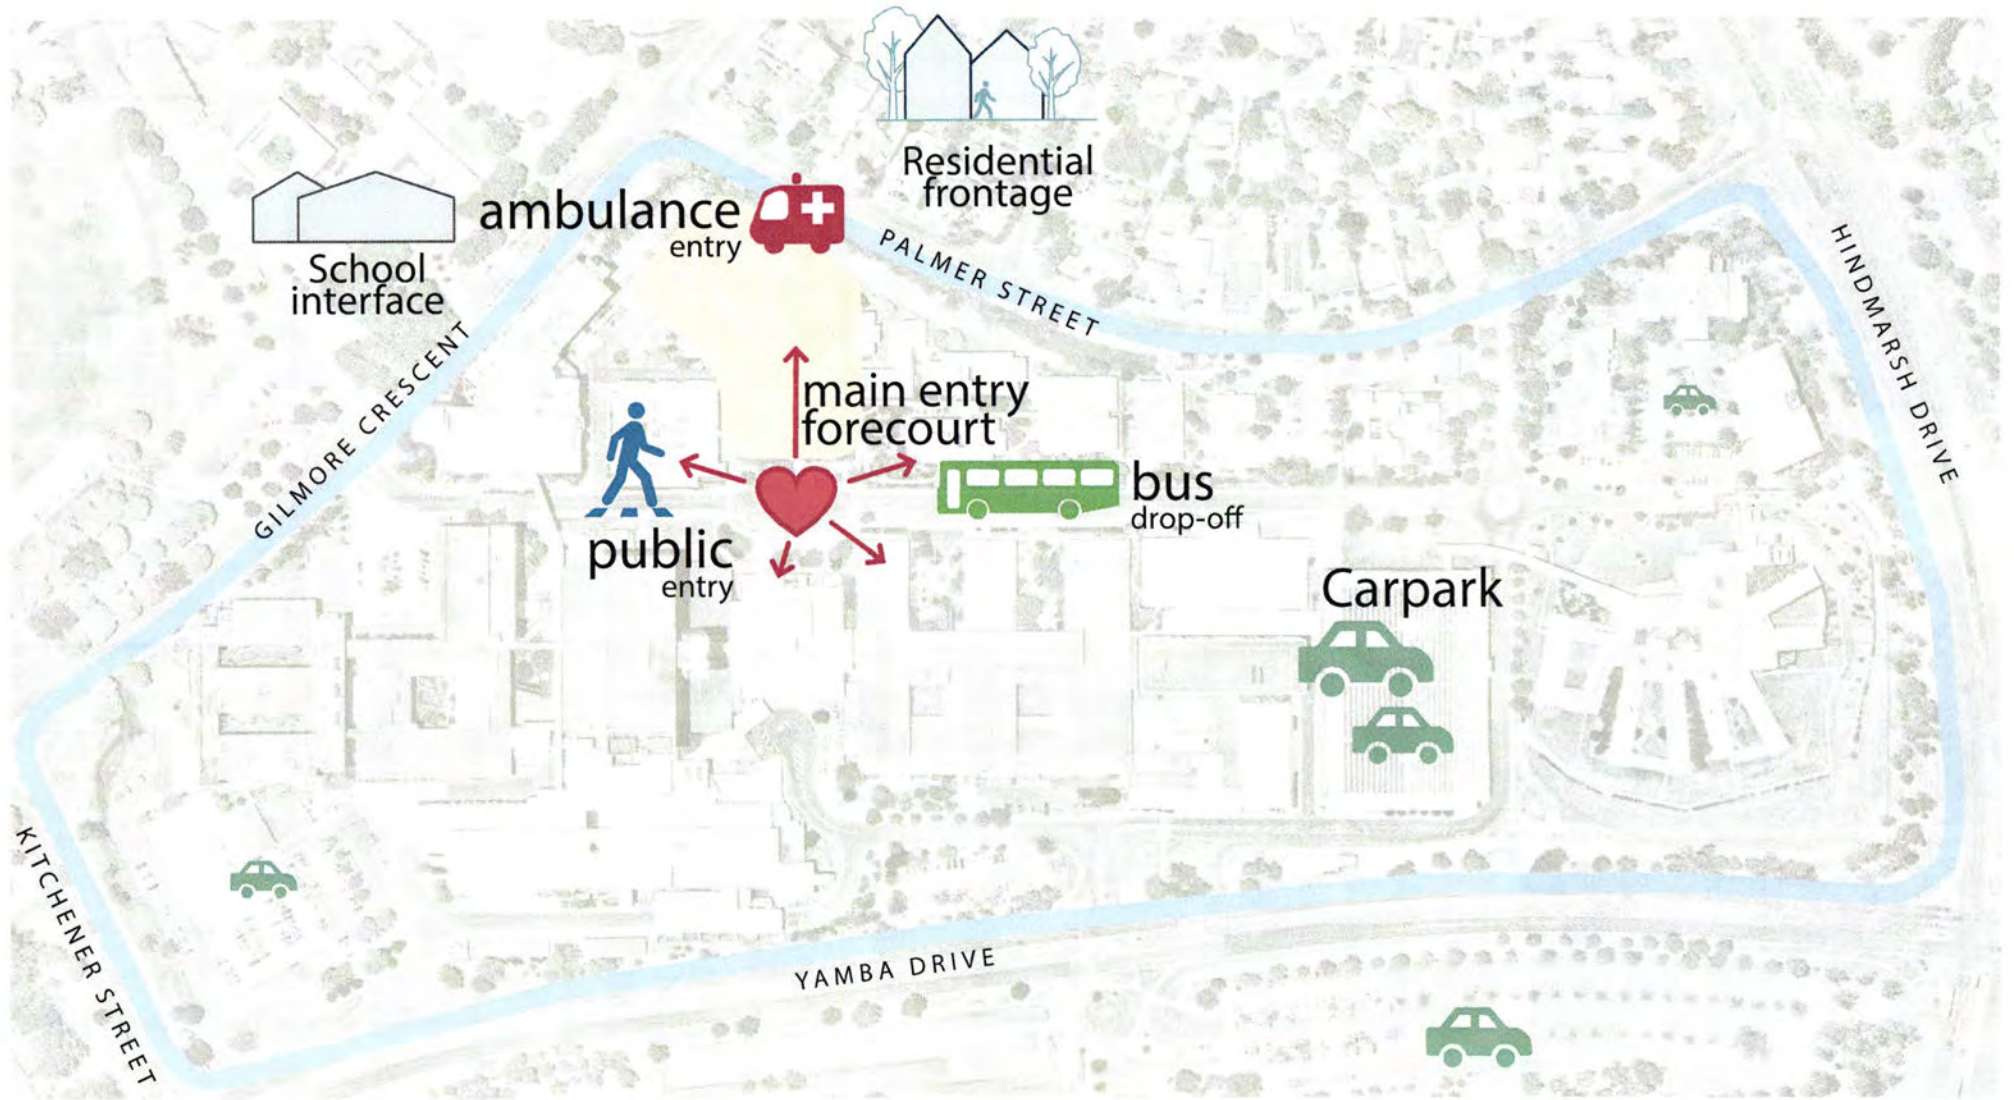 Residential
frontage
ambulance
entry
School
interface
PALMER STREET
HINDMARSH DRIVE
GILMORE CRESCENT
main entry
forecourt
bus
drop-off
public
entry
Carpark
KITCHENER STREET
YAMBA DRIVE